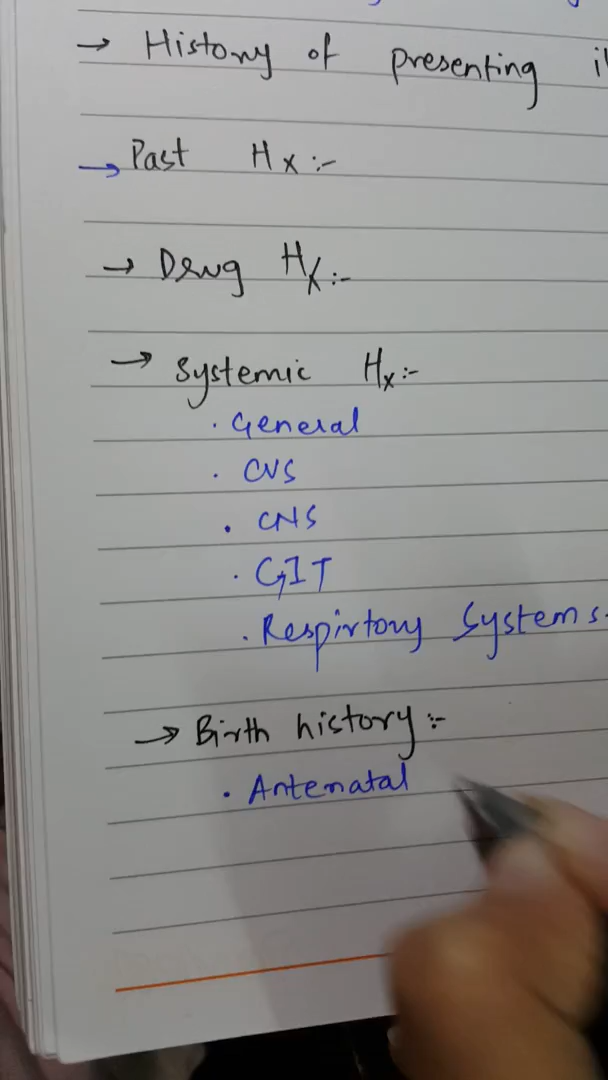 → History of presenting
→ Past Hx:-
→ Drug Hx:-
→ Systemic Hx:-
. General
. CVS
. CNS
. GIT
. Respirtory Systems.
→ Birth history:-
. Antenatal